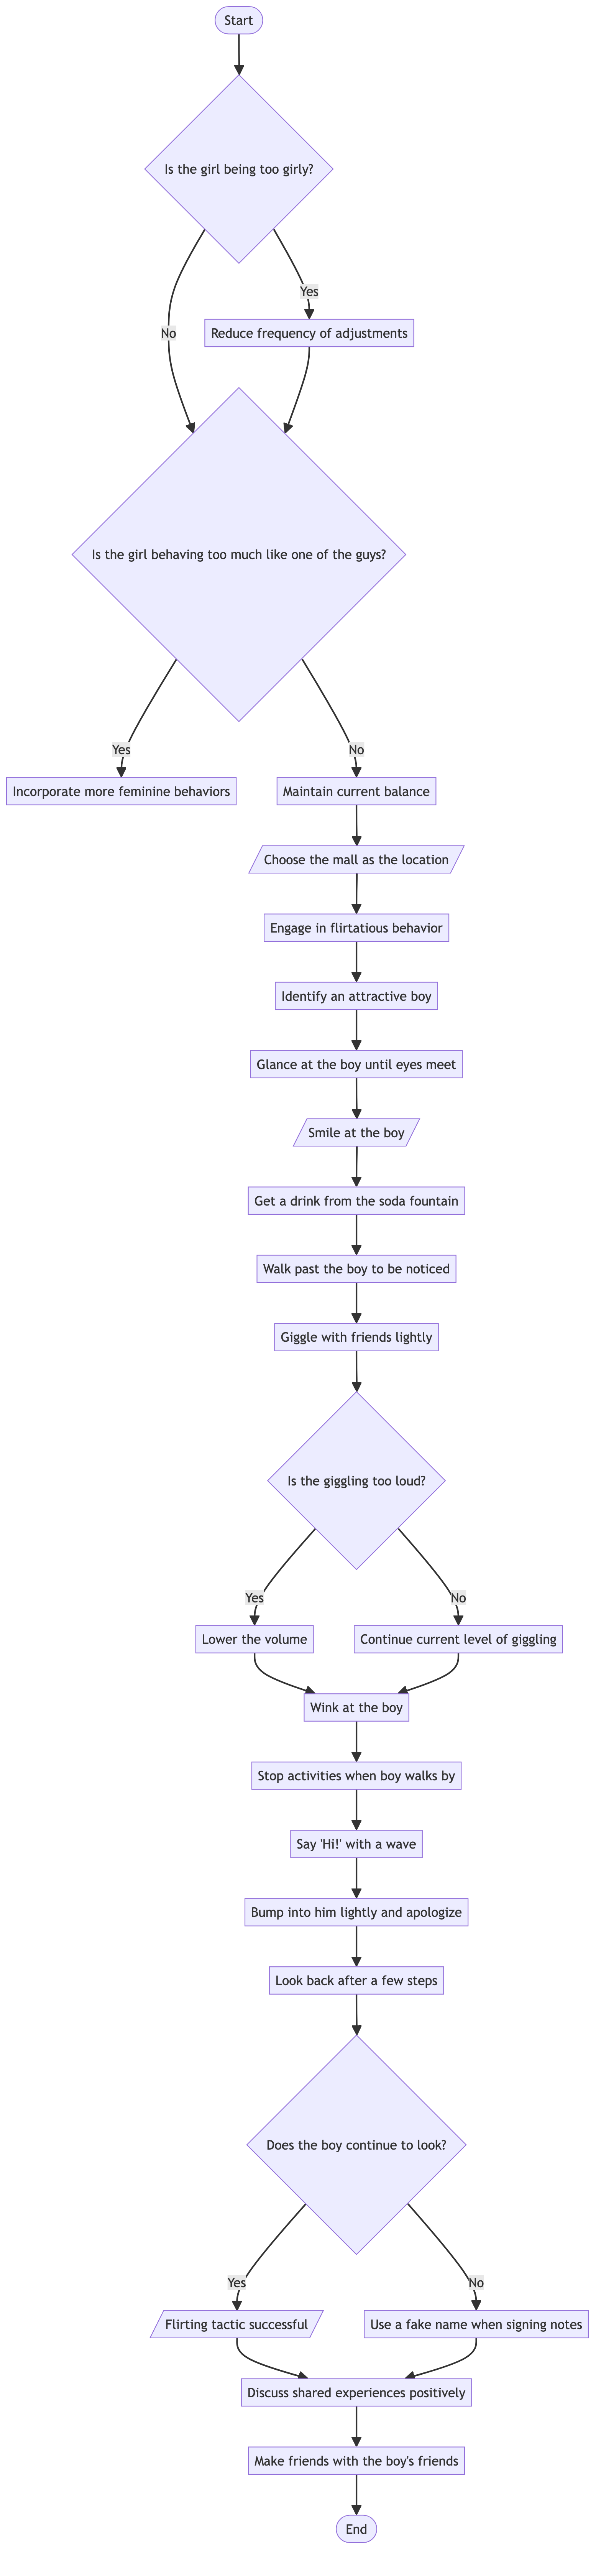 Start
Is the girl being too girly?
Yes
No
Reduce frequency of adjustments
Is the girl behaving too much like one of the guys?
Yes
No
Incorporate more feminine behaviors
Maintain current balance
Choose the mall as the location
Engage in flirtatious behavior
Identify an attractive boy
Glance at the boy until eyes meet
Smile at the boy
Get a drink from the soda fountain
Walk past the boy to be noticed
Giggle with friends lightly
Is the giggling too loud?
Yes
No
Lower the volume
Continue current level of giggling
Wink at the boy
Stop activities when boy walks by
Say 'Hi!' with a wave
Bump into him lightly and apologize
Look back after a few steps
Does the boy continue to look?
Yes
No
Flirting tactic successful
Use a fake name when signing notes
Discuss shared experiences positively
Make friends with the boy's friends
End